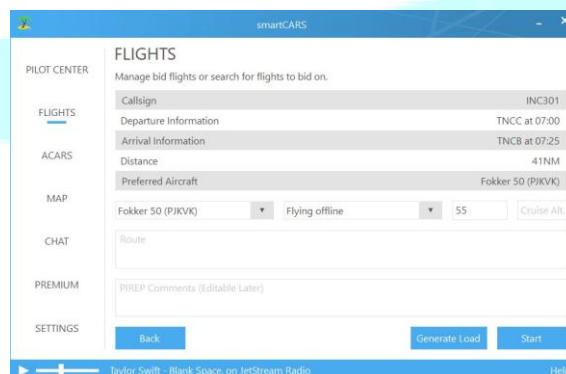 smartCARS
PILOT CENTER
FLIGHTS
ACARS
MAP
CHAT
PREMIUM
SETTINGS
FLIGHTS
Manage bid flights or search for flights to bid on.
Callsign INC301
Departure Information TNCC at 07:00
Arrival Information TNCB at 07:25
Distance 41NM
Preferred Aircraft Fokker 50 (PJKVK)
Fokker 50 (PJKVK) Flying offline 55 Cruise Alt.
Route
PIREP Comments (Editable Later)
Back Generate Load Start
Taylor Swift - Blank Space, on JetStream Radio Help